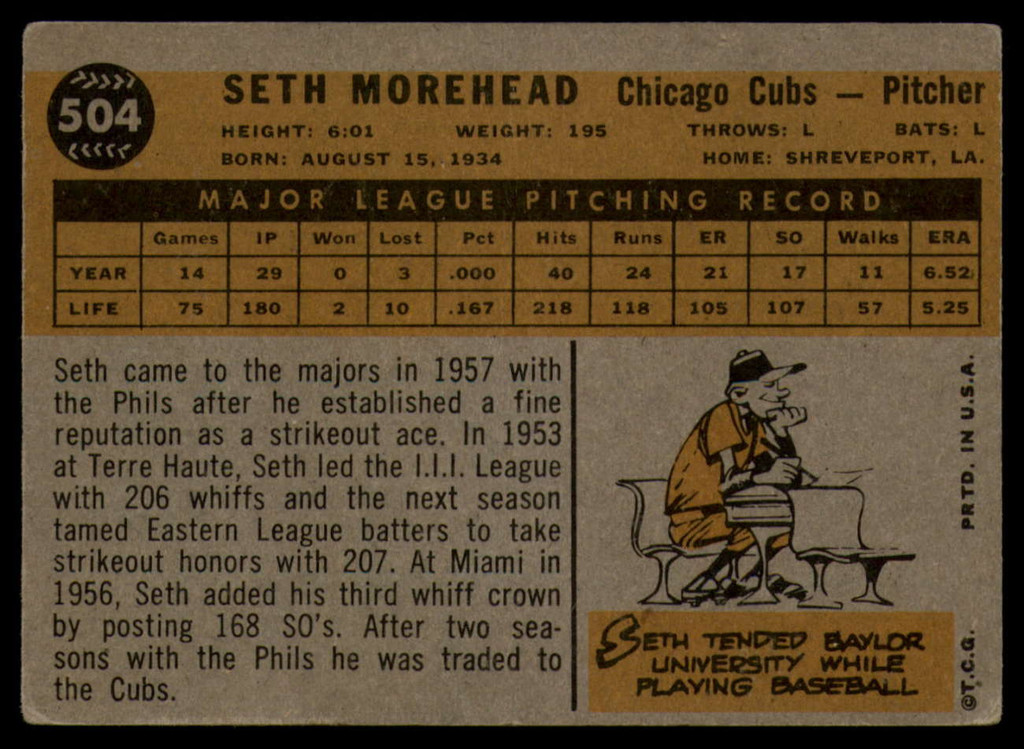 504
SETH MOREHEAD Chicago Cubs — Pitcher
HEIGHT: 6:01 WEIGHT: 195 THROWS: L BATS: L
BORN: AUGUST 15, 1934 HOME: SHREVEPORT, LA.
MAJOR LEAGUE PITCHING RECORD
Games IP Won Lost Pct Hits Runs ER SO Walks ERA
YEAR 14 29 0 3 .000 40 24 21 17 11 6.52
LIFE 75 180 2 10 .167 218 118 105 107 57 5.25
Seth came to the majors in 1957 with
the Phils after he established a fine
reputation as a strikeout ace. In 1953
at Terre Haute, Seth led the I.I.I. League
with 206 whiffs and the next season
tamed Eastern League batters to take
strikeout honors with 207. At Miami in
1956, Seth added his third whiff crown
by posting 168 SO's. After two sea-
sons with the Phils he was traded to
the Cubs.
SETH TENDED BAYLOR
UNIVERSITY WHILE
PLAYING BASEBALL
©T.C.G. PRTD. IN U.S.A.